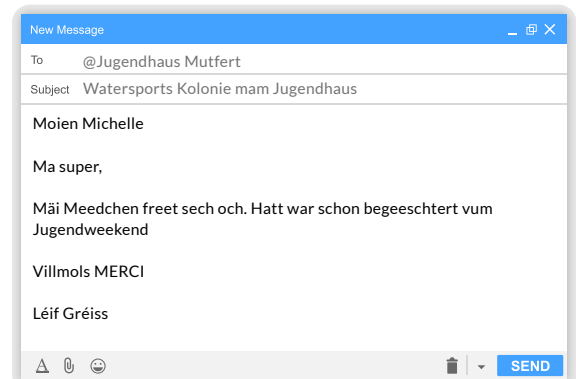 New Message
To @Jugendhaus Mutfert
Subject Watersports Kolonie mam Jugendhaus
Moien Michelle
Ma super,
Mäi Meedchen freet sech och. Hatt war schon begeeschtert vum
Jugendweekend
Villmols MERCI
Léif Gréiss
A
SEND